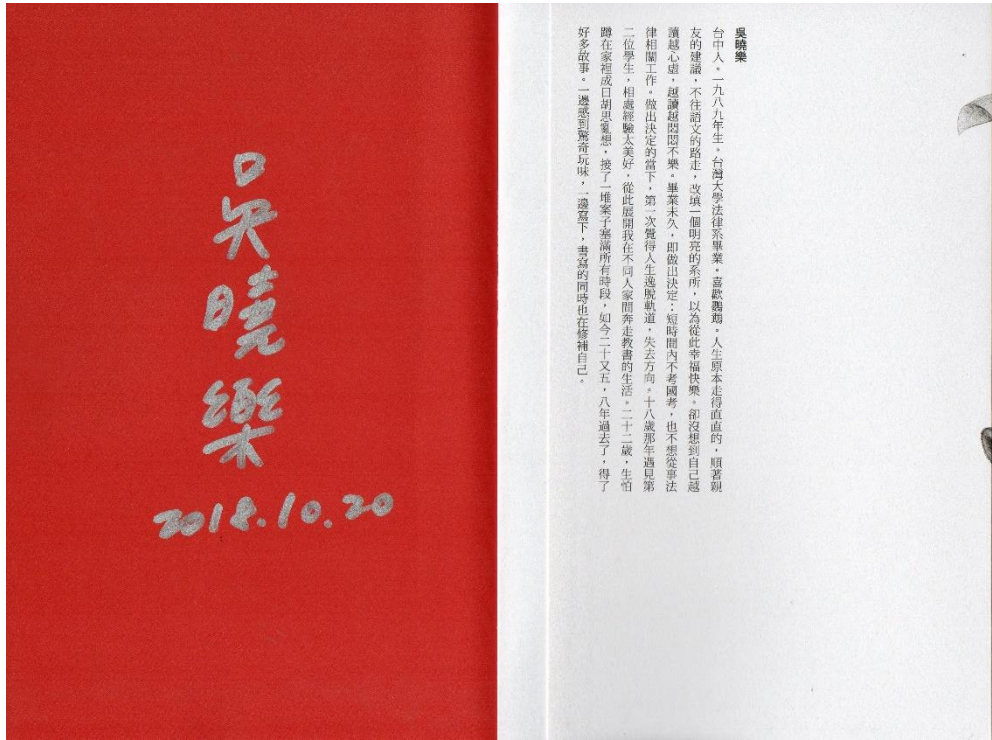 吳曉樂
台中人。一九八九年生。台灣大學法律系畢業。喜歡鸚鵡。人生原本走得直直的，順著親
友的建議，不往語文的路走，改填一個明亮的系所，以為從此幸福快樂。卻沒想到自己越
讀越心虛，越讀越悶悶不樂。畢業未久，即做出決定：短時間內不考國考，也不想從事法
律相關工作。做出決定的當下，第一次覺得人生逸脫軌道，失去方向。十八歲那年遇見第
二位學生，相處經驗太美好，從此展開我在不同人家間奔走教書的生活。二十二歲，生怕
蹲在家裡成日胡思亂想，接了一堆案子塞滿所有時段，如今二十又五，八年過去了，得了
好多故事。一邊感到驚奇玩味，一邊寫下，書寫的同時也在修補自己。
吳曉樂
2018.10.20